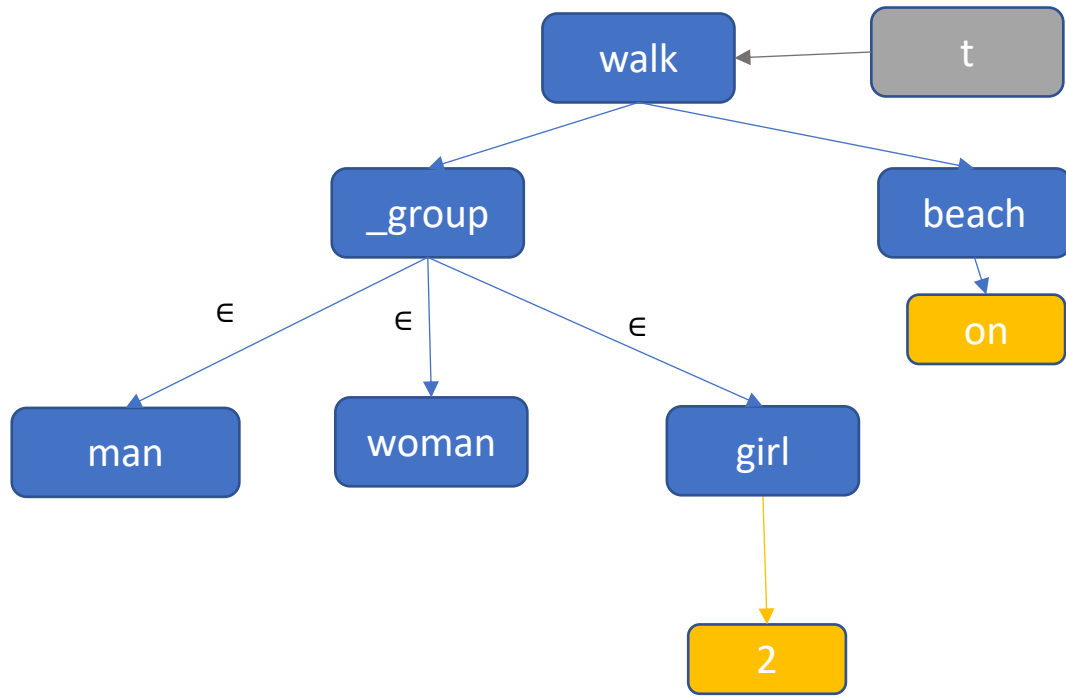 walk
t
_group
beach
∈
∈
∈
on
man
woman
girl
2